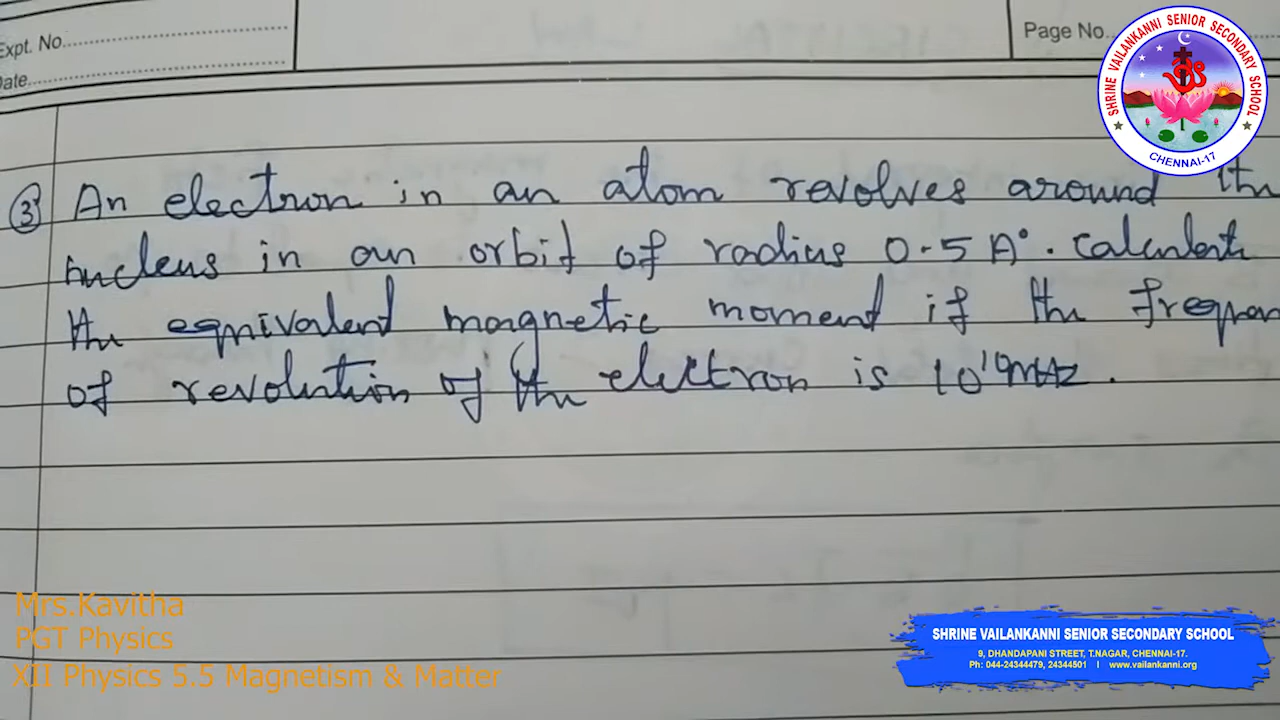 Expt. No.
Date
Page No.
SHRINE VAILANKANNI SENIOR SECONDARY SCHOOL
CHENNAI-17
③ An electron in an atom revolves around the
nucleus in an orbit of radius 0.5 A°. Calculate
the equivalent magnetic moment if the frequen
of revolution of the electron is 10¹⁰ MHz.
Mrs.Kavitha
PGT Physics
XII Physics 5.5 Magnetism & Matter
SHRINE VAILANKANNI SENIOR SECONDARY SCHOOL
9, DHANDAPANI STREET, T.NAGAR, CHENNAI-17.
Ph: 044-24344479, 24344501 I www.vailankanni.org